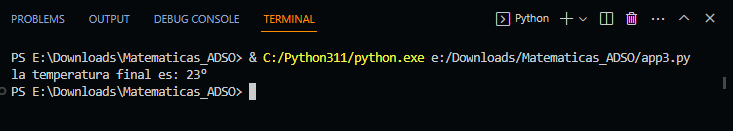 PROBLEMS OUTPUT DEBUG CONSOLE TERMINAL Python
PS E:\Downloads\Matematicas_ADSO> & C:/Python311/python.exe e:/Downloads/Matematicas_ADSO/app3.py
la temperatura final es: 23º
PS E:\Downloads\Matematicas_ADSO>